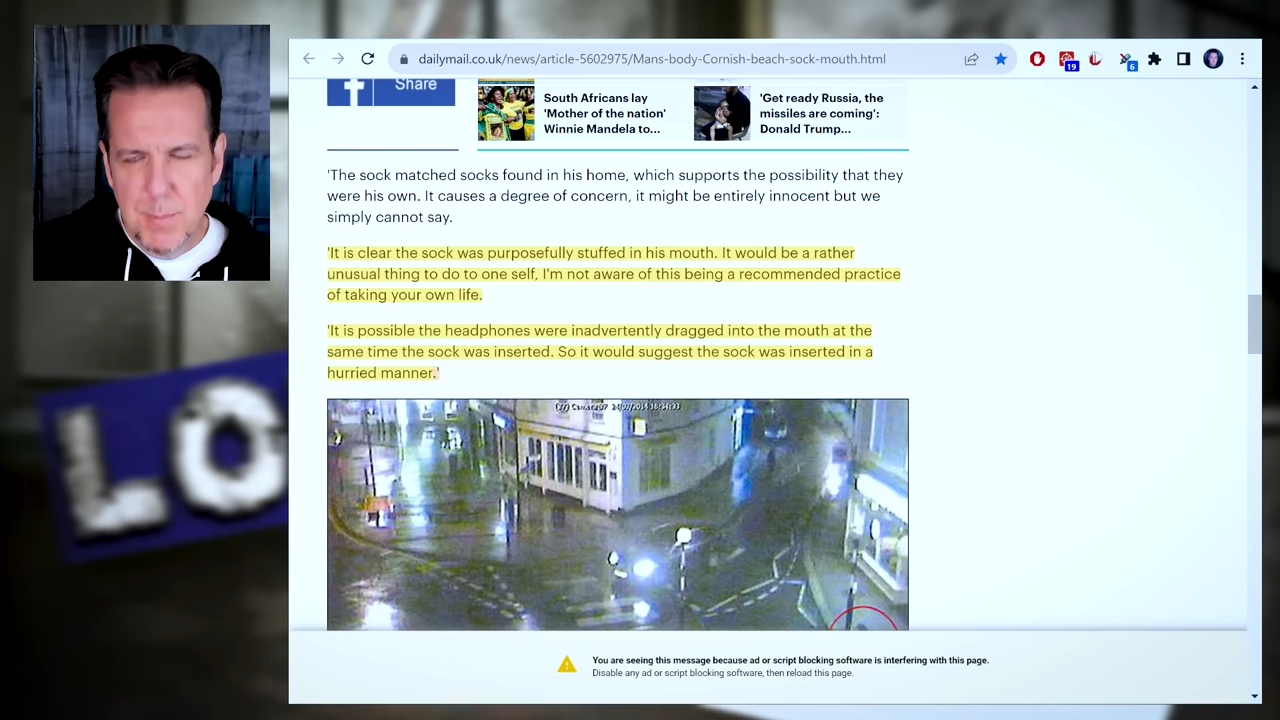 dailymail.co.uk/news/article-5602975/Mans-body-Cornish-beach-sock-mouth.html
19
6
Share
South Africans lay
'Mother of the nation'
Winnie Mandela to...
'Get ready Russia, the
missiles are coming':
Donald Trump...
'The sock matched socks found in his home, which supports the possibility that they
were his own. It causes a degree of concern, it might be entirely innocent but we
simply cannot say.
'It is clear the sock was purposefully stuffed in his mouth. It would be a rather
unusual thing to do to one self, I'm not aware of this being a recommended practice
of taking your own life.
'It is possible the headphones were inadvertently dragged into the mouth at the
same time the sock was inserted. So it would suggest the sock was inserted in a
hurried manner.'
LO
You are seeing this message because ad or script blocking software is interfering with this page.
Disable any ad or script blocking software, then reload this page.